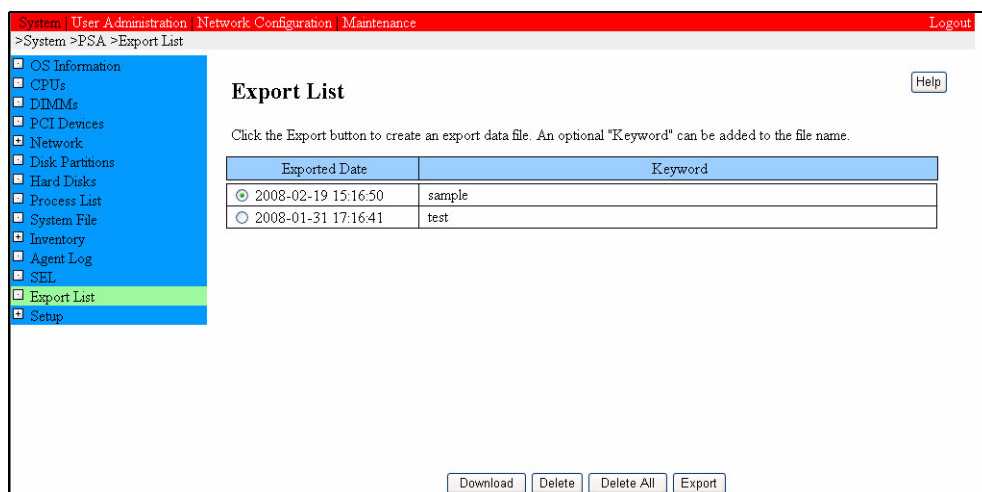 System | User Administration | Network Configuration | Maintenance Logout
>System >PSA >Export List
OS Information
CPUs
DIMMs
PCI Devices
Network
Disk Partitions
Hard Disks
Process List
System File
Inventory
Agent Log
SEL
Export List
Setup
Export List
Help
Click the Export button to create an export data file. An optional "Keyword" can be added to the file name.
Exported Date Keyword
2008-02-19 15:16:50 sample
2008-01-31 17:16:41 test
Download Delete Delete All Export